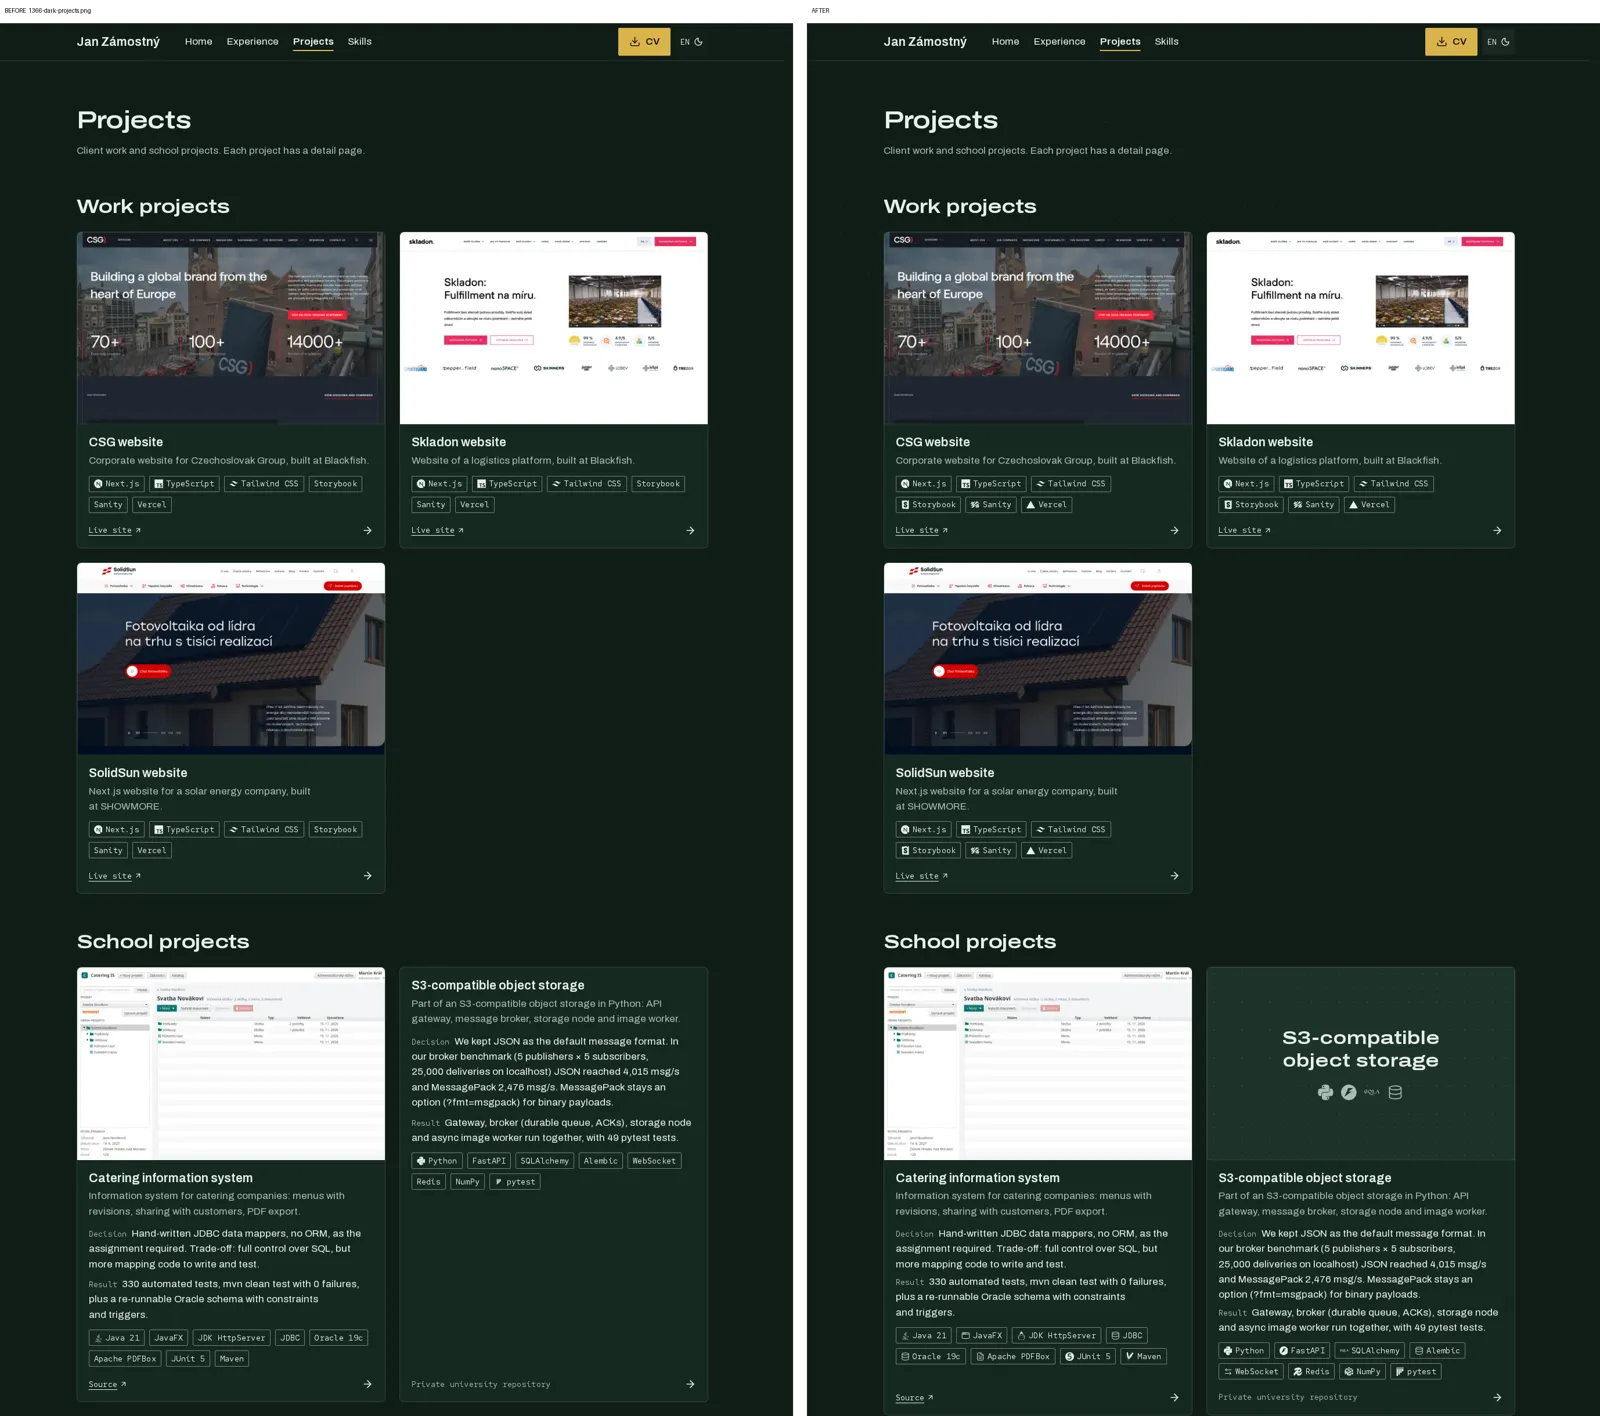 BEFORE 1366-dark-projects.png
Jan Zámostný Home Experience Projects Skills CV EN
Projects
Client work and school projects. Each project has a detail page.
Work projects
CSG
Building a global brand from the
heart of Europe
70+ 100+ 14000+
CSG website
Corporate website for Czechoslovak Group, built at Blackfish.
Next.js TypeScript Tailwind CSS Storybook
Sanity Vercel
Live site
skladon.
Skladon:
Fulfillment na míru.
Skladon website
Website of a logistics platform, built at Blackfish.
Next.js TypeScript Tailwind CSS Storybook
Sanity Vercel
Live site
SolidSun
Fotovoltaika od lídra
na trhu s tisíci realizací
SolidSun website
Next.js website for a solar energy company, built
at SHOWMORE.
Next.js TypeScript Tailwind CSS Storybook
Sanity Vercel
Live site
School projects
Catering IS
Svatba Novákovi
Catering information system
Information system for catering companies: menus with
revisions, sharing with customers, PDF export.
Decision Hand-written JDBC data mappers, no ORM, as the
assignment required. Trade-off: full control over SQL, but
more mapping code to write and test.
Result 330 automated tests, mvn clean test with 0 failures,
plus a re-runnable Oracle schema with constraints
and triggers.
Java 21 JavaFX JDK HttpServer JDBC Oracle 19c
Apache PDFBox JUnit 5 Maven
Source
S3-compatible object storage
Part of an S3-compatible object storage in Python: API
gateway, message broker, storage node and image worker.
Decision We kept JSON as the default message format. In
our broker benchmark (5 publishers × 5 subscribers,
25,000 deliveries on localhost) JSON reached 4,015 msg/s
and MessagePack 2,476 msg/s. MessagePack stays an
option (?fmt=msgpack) for binary payloads.
Result Gateway, broker (durable queue, ACKs), storage node
and async image worker run together, with 49 pytest tests.
Python FastAPI SQLAlchemy Alembic WebSocket
Redis NumPy pytest
Private university repository
AFTER
Jan Zámostný Home Experience Projects Skills CV EN
Projects
Client work and school projects. Each project has a detail page.
Work projects
CSG
Building a global brand from the
heart of Europe
70+ 100+ 14000+
CSG website
Corporate website for Czechoslovak Group, built at Blackfish.
Next.js TypeScript Tailwind CSS
Storybook Sanity Vercel
Live site
skladon.
Skladon:
Fulfillment na míru.
Skladon website
Website of a logistics platform, built at Blackfish.
Next.js TypeScript Tailwind CSS
Storybook Sanity Vercel
Live site
SolidSun
Fotovoltaika od lídra
na trhu s tisíci realizací
SolidSun website
Next.js website for a solar energy company, built
at SHOWMORE.
Next.js TypeScript Tailwind CSS
Storybook Sanity Vercel
Live site
School projects
Catering IS
Svatba Novákovi
Catering information system
Information system for catering companies: menus with
revisions, sharing with customers, PDF export.
Decision Hand-written JDBC data mappers, no ORM, as the
assignment required. Trade-off: full control over SQL, but
more mapping code to write and test.
Result 330 automated tests, mvn clean test with 0 failures,
plus a re-runnable Oracle schema with constraints
and triggers.
Java 21 JavaFX JDK HttpServer JDBC
Oracle 19c Apache PDFBox JUnit 5 Maven
Source
S3-compatible
object storage
S3-compatible object storage
Part of an S3-compatible object storage in Python: API
gateway, message broker, storage node and image worker.
Decision We kept JSON as the default message format. In
our broker benchmark (5 publishers × 5 subscribers,
25,000 deliveries on localhost) JSON reached 4,015 msg/s
and MessagePack 2,476 msg/s. MessagePack stays an
option (?fmt=msgpack) for binary payloads.
Result Gateway, broker (durable queue, ACKs), storage node
and async image worker run together, with 49 pytest tests.
Python FastAPI SQLAlchemy Alembic
WebSocket Redis NumPy pytest
Private university repository